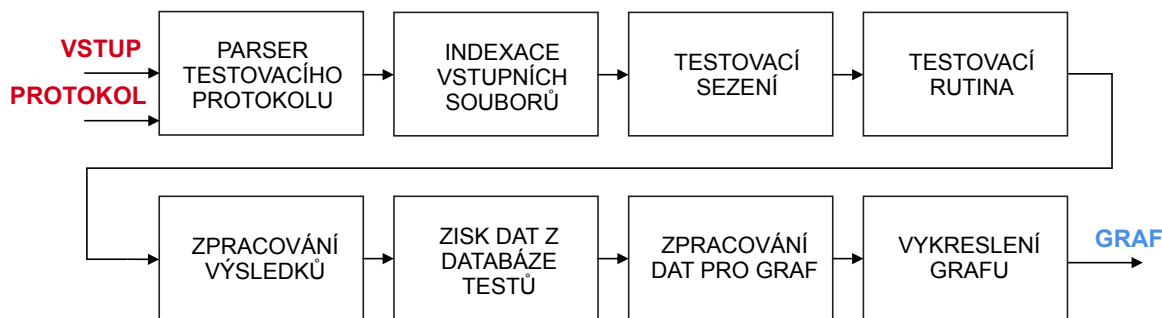 VSTUP
PROTOKOL
PARSER
TESTOVACÍHO
PROTOKOLU
INDEXACE
VSTUPNÍCH
SOUBORŮ
TESTOVACÍ
SEZENÍ
TESTOVACÍ
RUTINA
ZPRACOVÁNÍ
VÝSLEDKŮ
ZISK DAT Z
DATABÁZE
TESTŮ
ZPRACOVÁNÍ
DAT PRO GRAF
VYKRESLENÍ
GRAFU
GRAF